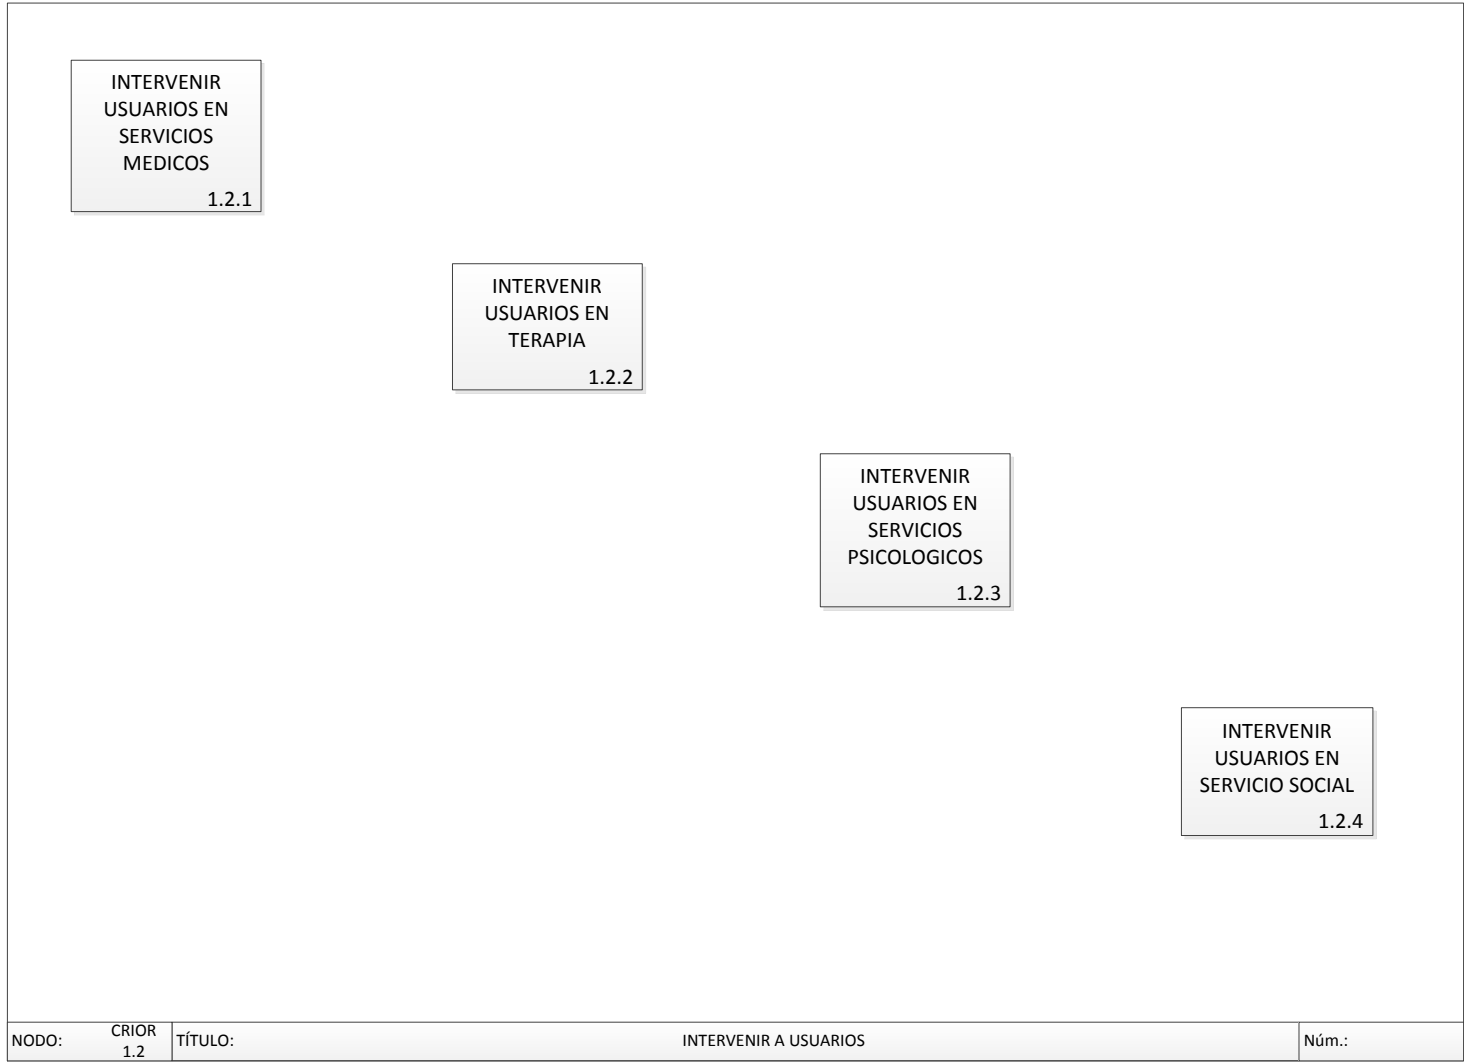 INTERVENIR
USUARIOS EN
SERVICIOS
MEDICOS
1.2.1
INTERVENIR
USUARIOS EN
TERAPIA
1.2.2
INTERVENIR
USUARIOS EN
SERVICIOS
PSICOLOGICOS
1.2.3
INTERVENIR
USUARIOS EN
SERVICIO SOCIAL
1.2.4
NODO:
CRIOR
1.2
TÍTULO:
INTERVENIR A USUARIOS
Núm.: